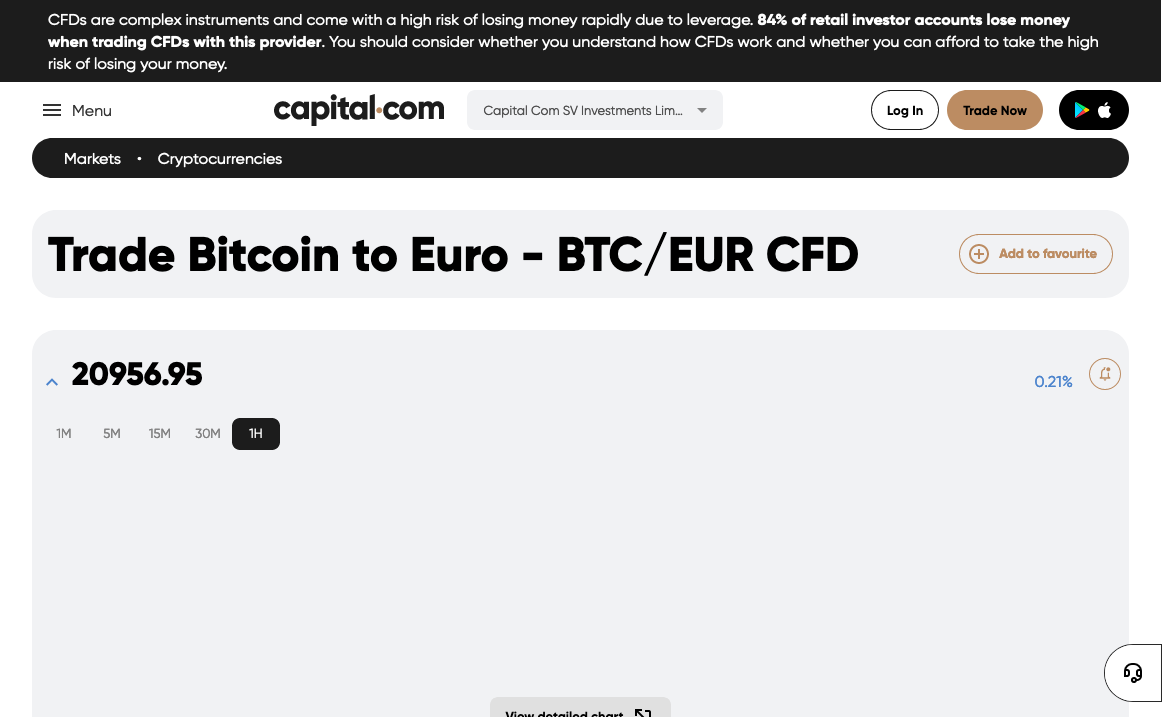 CFDs are complex instruments and come with a high risk of losing money rapidly due to leverage. 84% of retail investor accounts lose money
when trading CFDs with this provider. You should consider whether you understand how CFDs work and whether you can afford to take the high
risk of losing your money.
Menu
capital.com
Capital Com SV Investments Lim...
Log In
Trade Now
Markets • Cryptocurrencies
Trade Bitcoin to Euro - BTC/EUR CFD
Add to favourite
20956.95
0.21%
1M 5M 15M 30M 1H
View detailed chart